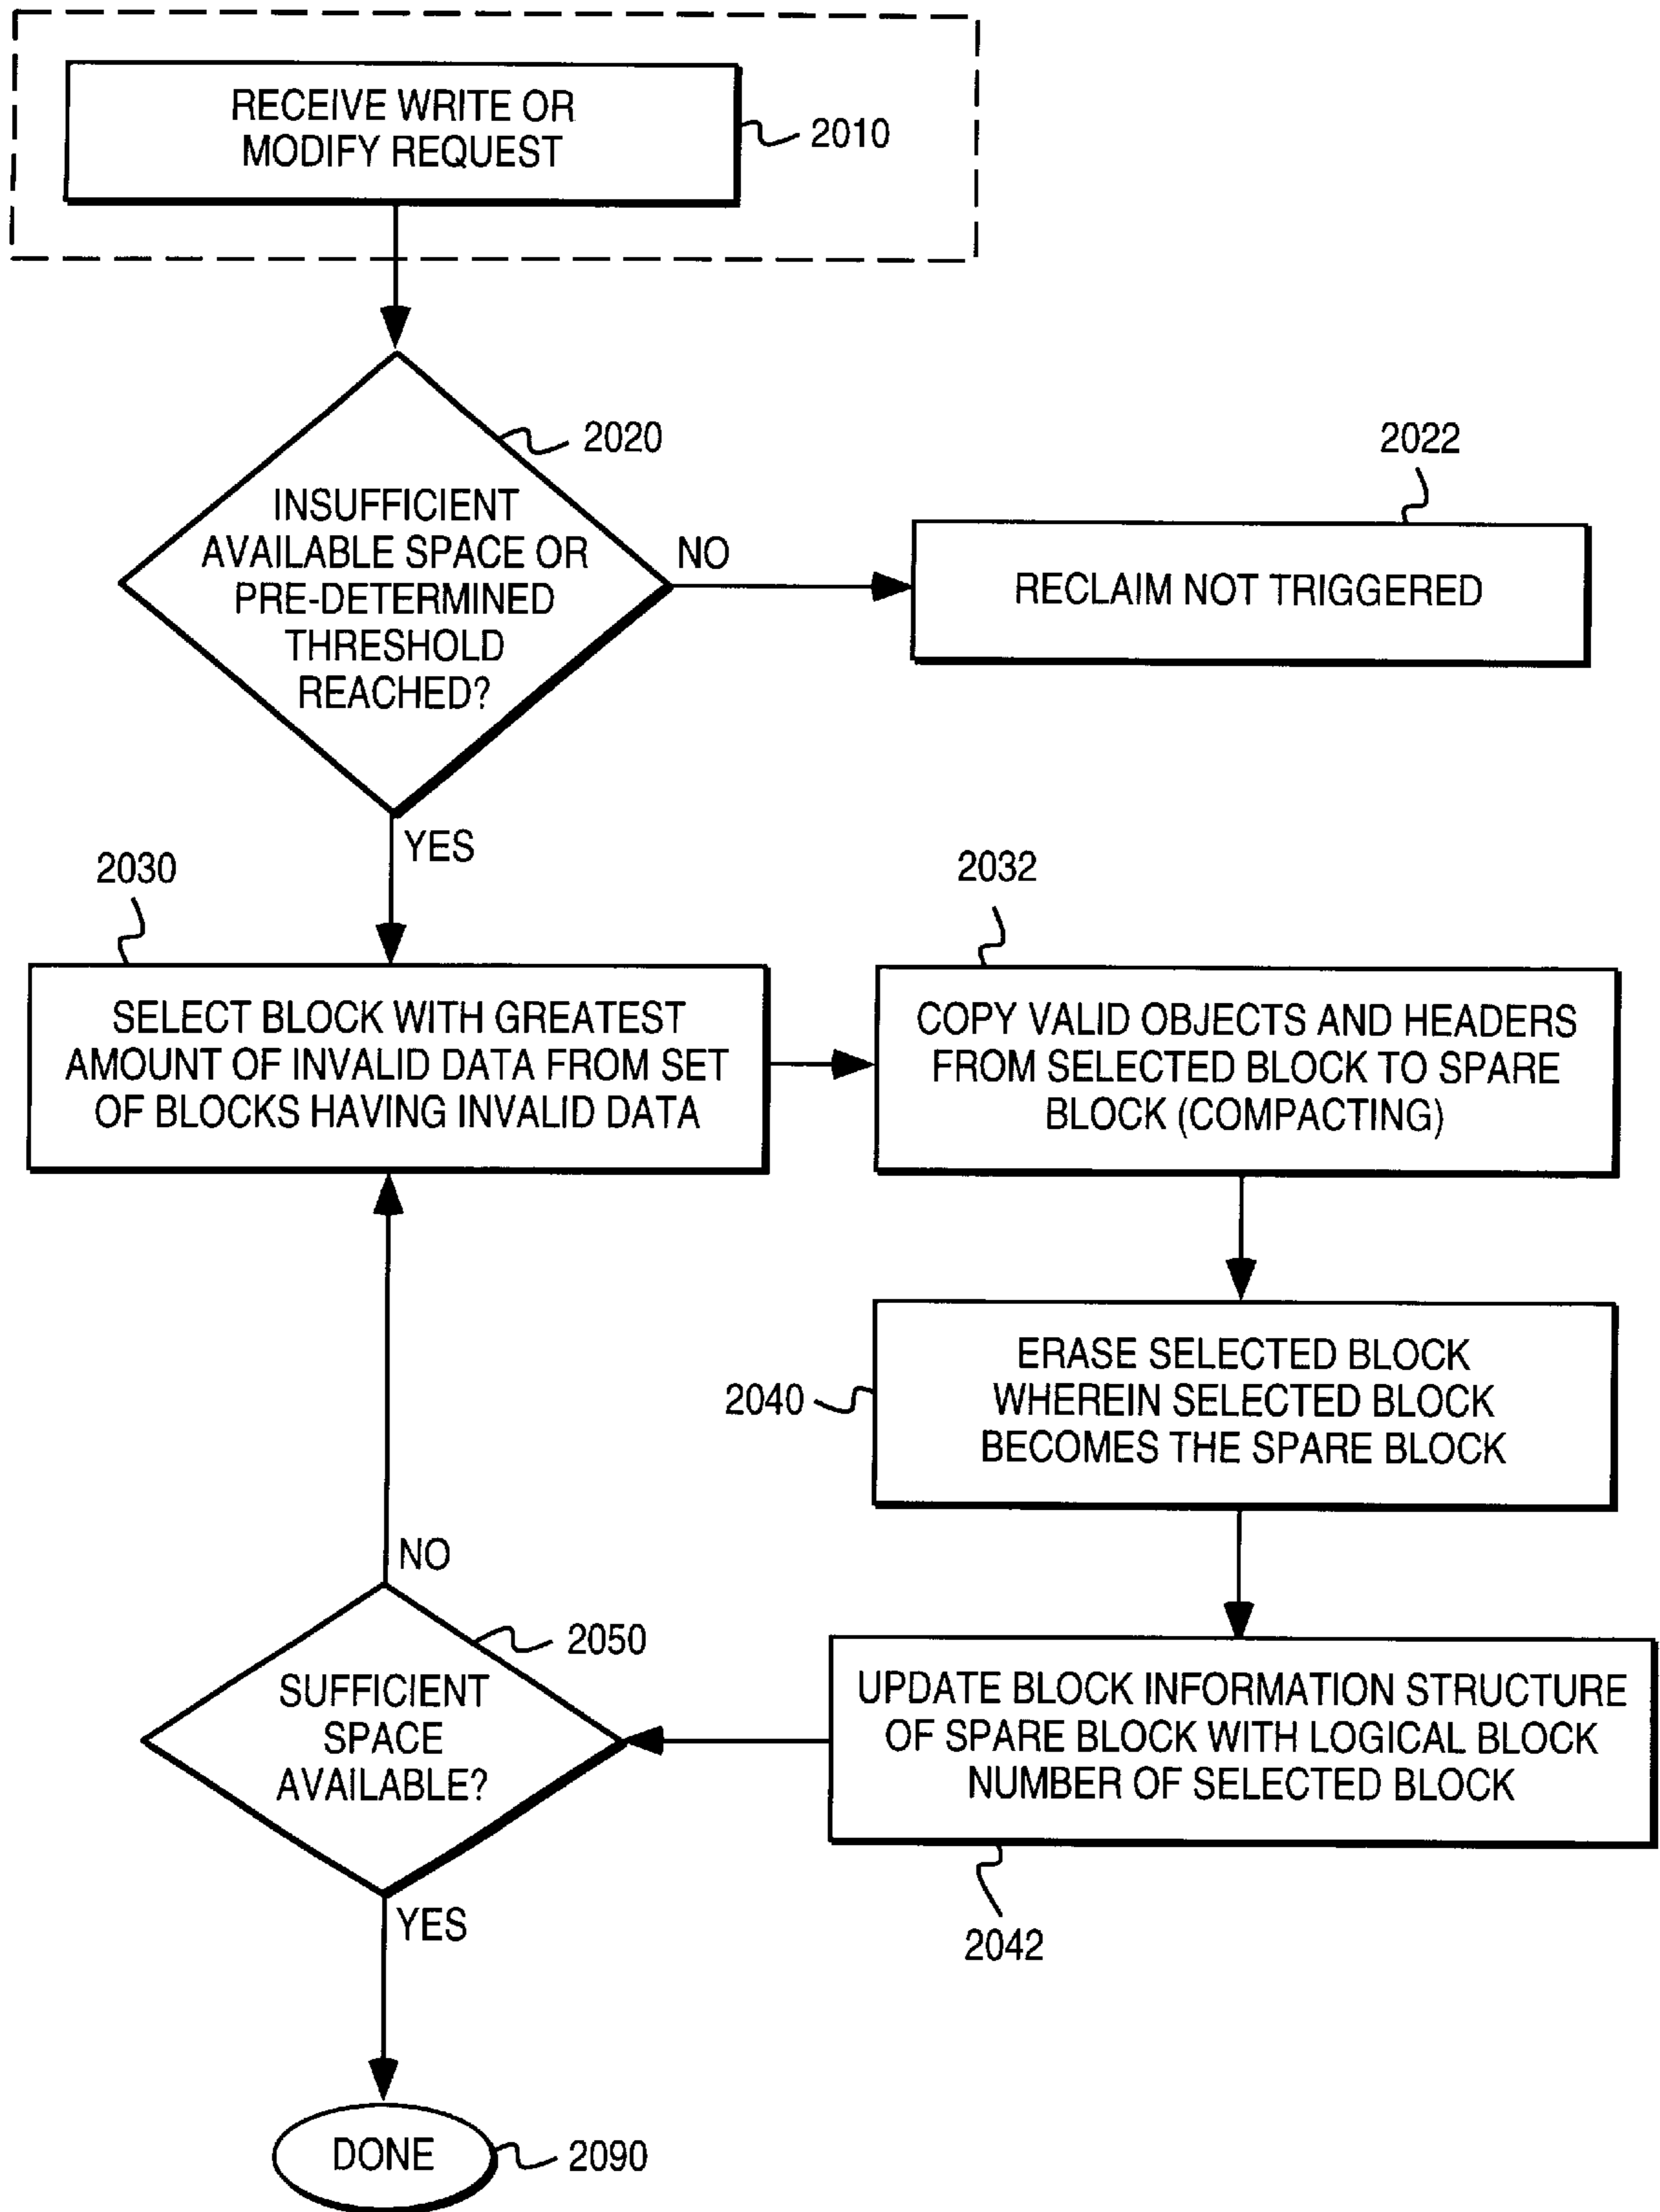 RECEIVE WRITE OR
MODIFY REQUEST
2010
2020
INSUFFICIENT
AVAILABLE SPACE OR
PRE-DETERMINED
THRESHOLD
REACHED?
NO
2022
RECLAIM NOT TRIGGERED
YES
2030
SELECT BLOCK WITH GREATEST
AMOUNT OF INVALID DATA FROM SET
OF BLOCKS HAVING INVALID DATA
2032
COPY VALID OBJECTS AND HEADERS
FROM SELECTED BLOCK TO SPARE
BLOCK (COMPACTING)
2040
ERASE SELECTED BLOCK
WHEREIN SELECTED BLOCK
BECOMES THE SPARE BLOCK
UPDATE BLOCK INFORMATION STRUCTURE
OF SPARE BLOCK WITH LOGICAL BLOCK
NUMBER OF SELECTED BLOCK
2042
NO
2050
SUFFICIENT
SPACE
AVAILABLE?
YES
DONE
2090